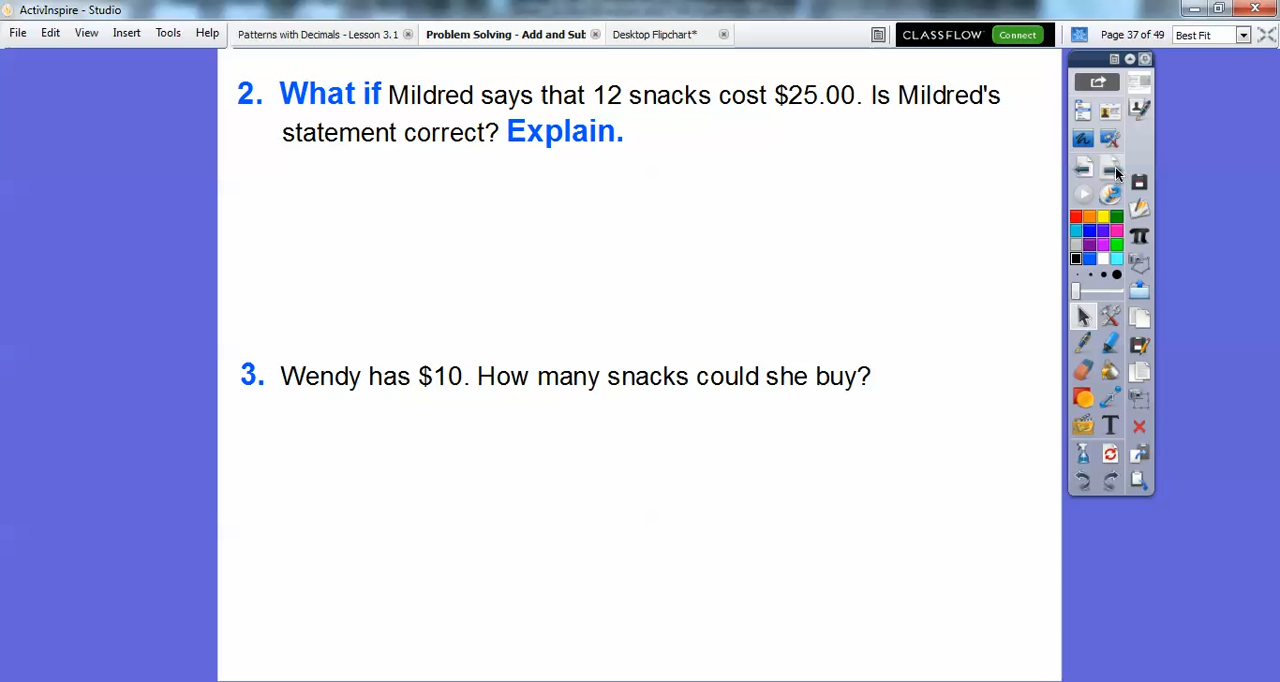 ActivInspire - Studio
File Edit View Insert Tools Help
Patterns with Decimals - Lesson 3.1
Problem Solving - Add and Sub
Desktop Flipchart*
CLASSFLOW Connect
Page 37 of 49
Best Fit
2. What if Mildred says that 12 snacks cost $25.00. Is Mildred's
statement correct? Explain.
3. Wendy has $10. How many snacks could she buy?